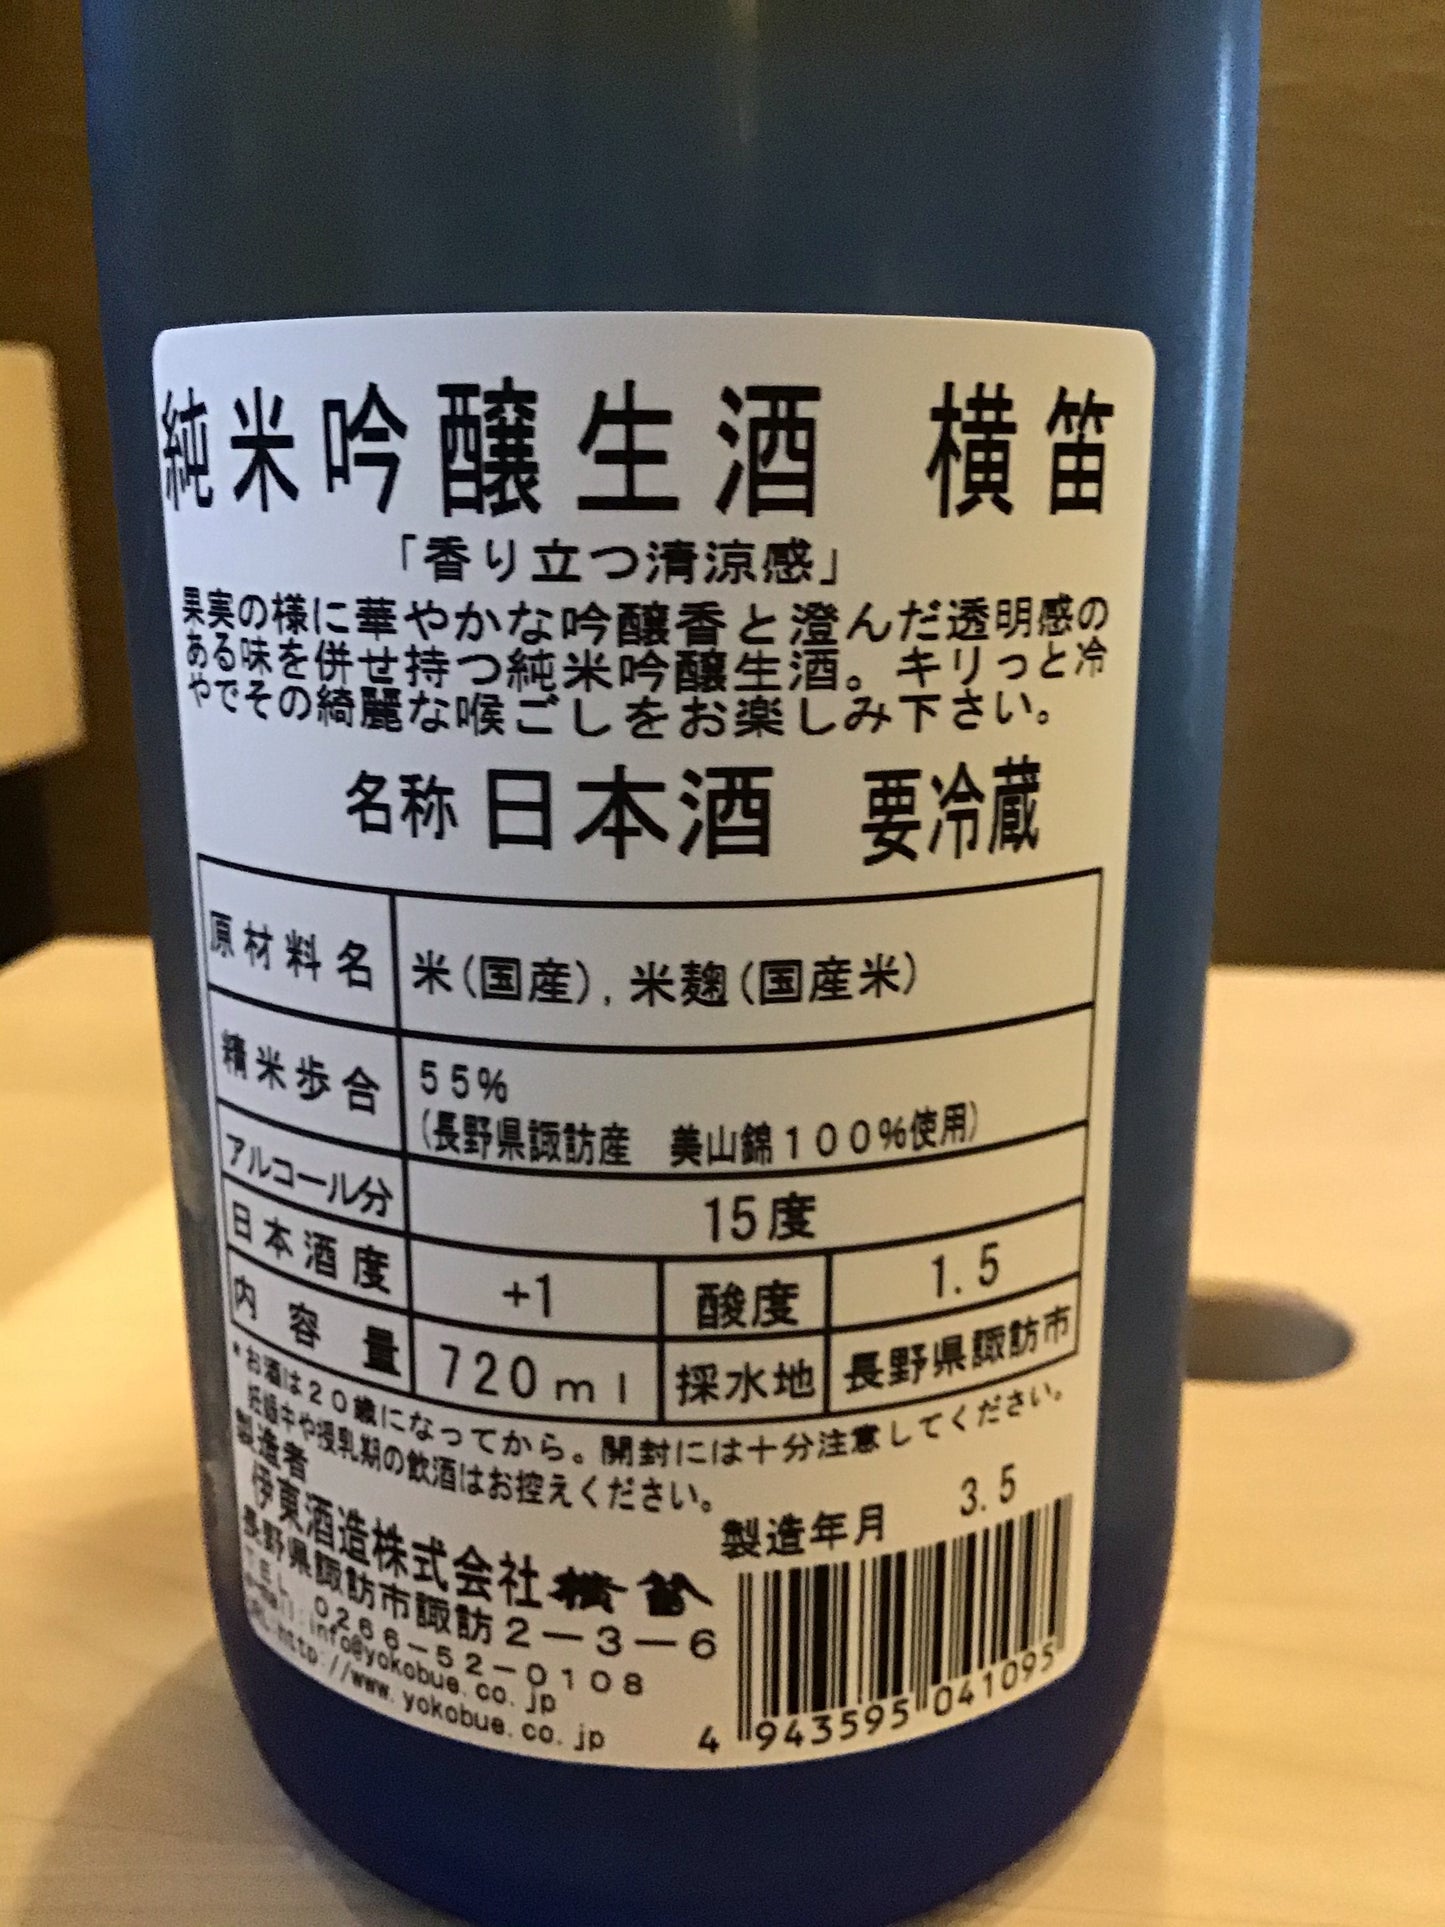 純米吟醸生酒 横笛
「香り立つ清涼感」
果実の様に華やかな吟醸香と澄んだ透明感の
ある味を併せ持つ純米吟醸生酒。キリっと冷
やでその綺麗な喉ごしをお楽しみ下さい。
名称 日本酒 要冷蔵
原材料名 米(国産),米麹(国産米)
精米歩合 55%
(長野県諏訪産 美山錦100%使用)
アルコール分 15度
日本酒度 +1 酸度 1.5
内容量 720ml 採水地 長野県諏訪市
*お酒は20歳になってから。開封には十分注意してください。
妊娠中や授乳期の飲酒はお控えください。
製造者
製造年月 3.5
伊東酒造株式会社 横笛
長野県諏訪市諏訪2-3-6
TEL. 0266-52-0108
e-mail:info@yokobue.co.jp
URL:http://www.yokobue.co.jp
4 943595 041095